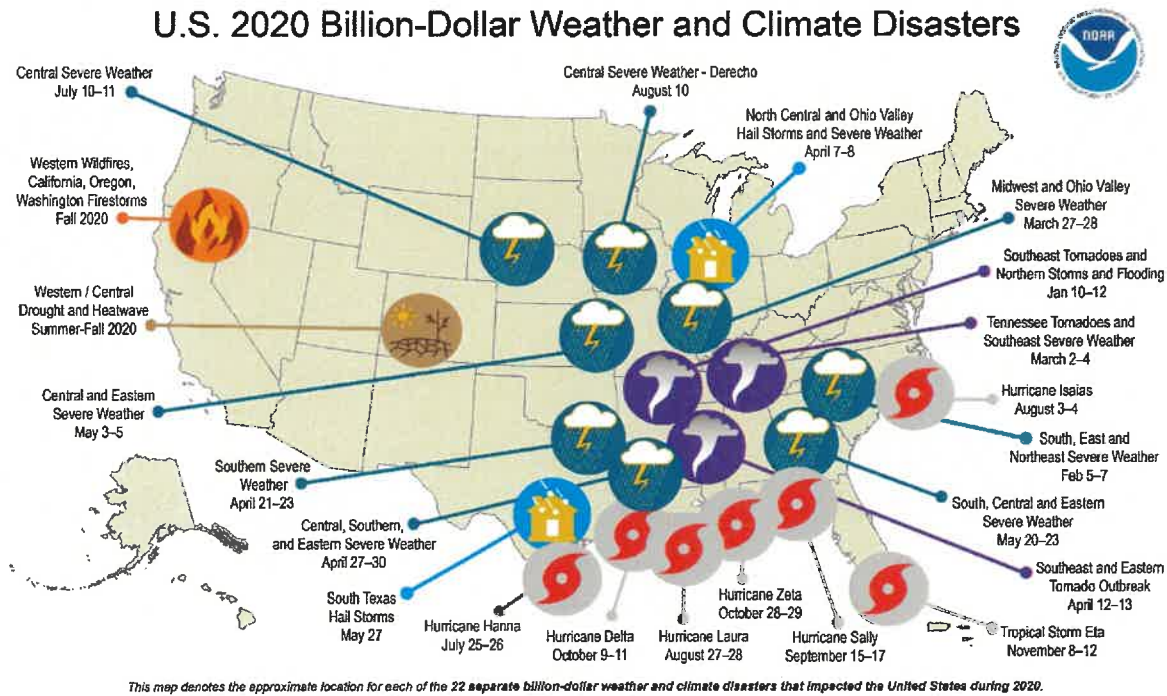 U.S. 2020 Billion-Dollar Weather and Climate Disasters
NOAA
Central Severe Weather
July 10–11
Central Severe Weather - Derecho
August 10
North Central and Ohio Valley
Hail Storms and Severe Weather
April 7–8
Western Wildfires,
California, Oregon,
Washington Firestorms
Fall 2020
Midwest and Ohio Valley
Severe Weather
March 27–28
Southeast Tornadoes and
Northern Storms and Flooding
Jan 10–12
Western / Central
Drought and Heatwave
Summer-Fall 2020
Tennessee Tornadoes and
Southeast Severe Weather
March 2–4
Central and Eastern
Severe Weather
May 3–5
Hurricane Isaias
August 3–4
South, East and
Northeast Severe Weather
Feb 5–7
Southern Severe
Weather
April 21–23
South, Central and Eastern
Severe Weather
May 20–23
Central, Southern,
and Eastern Severe Weather
April 27–30
Southeast and Eastern
Tornado Outbreak
April 12–13
South Texas
Hail Storms
May 27
Hurricane Hanna
July 25–26
Hurricane Delta
October 9–11
Hurricane Laura
August 27–28
Hurricane Zeta
October 28–29
Hurricane Sally
September 15–17
Tropical Storm Eta
November 8–12
This map denotes the approximate location for each of the 22 separate billion-dollar weather and climate disasters that impacted the United States during 2020.